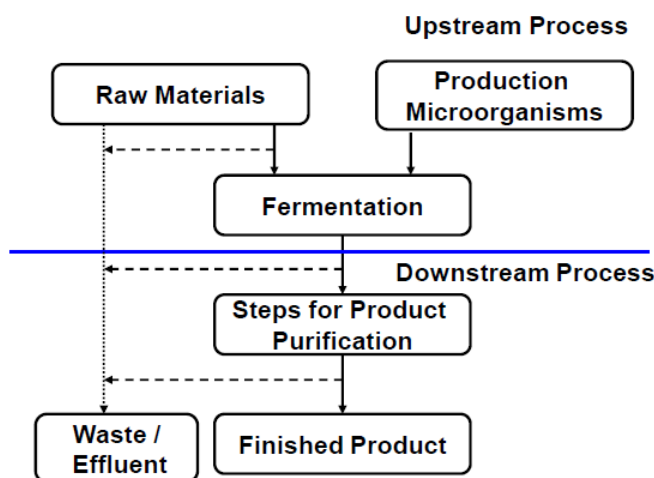 Upstream Process
Raw Materials
Production
Microorganisms
Fermentation
Downstream Process
Steps for Product
Purification
Waste /
Effluent
Finished Product